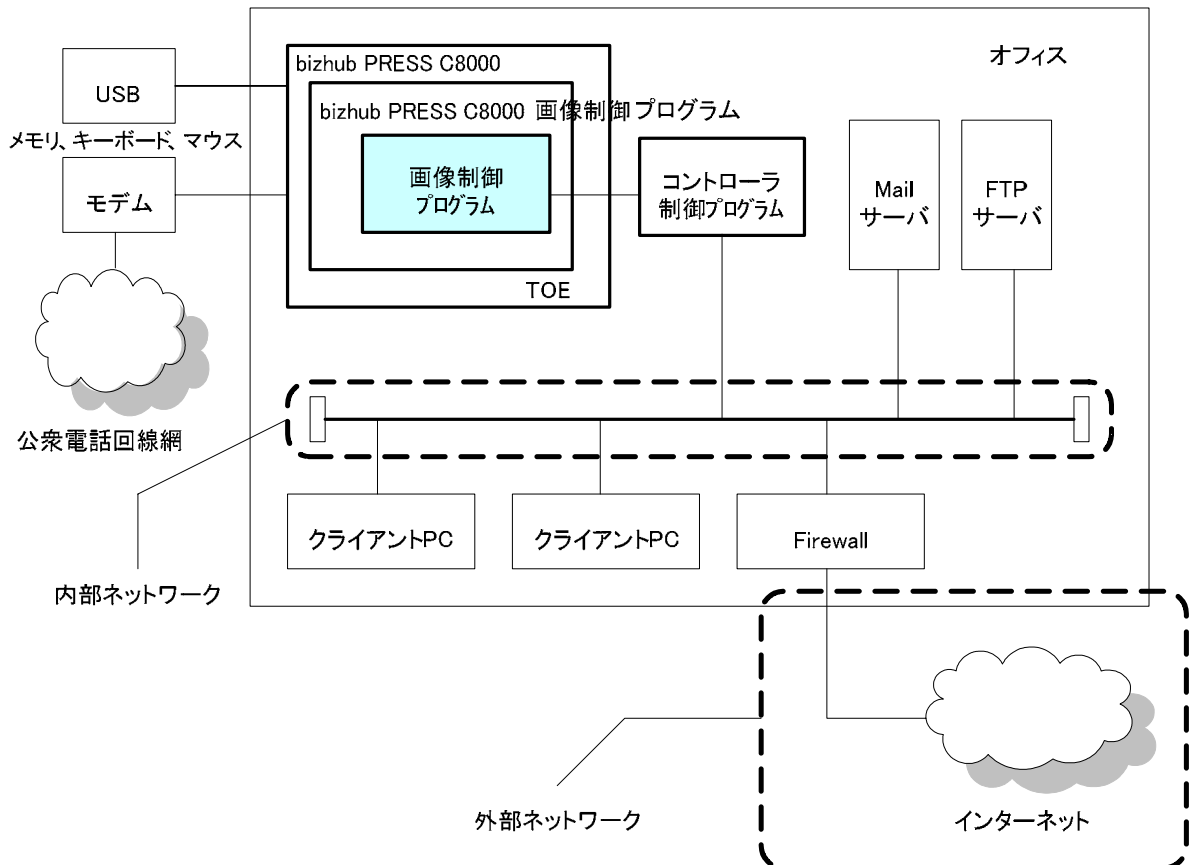 オフィス
bizhub PRESS C8000
USB
bizhub PRESS C8000 画像制御プログラム
メモリ、キーボード、マウス
画像制御
プログラム
コントローラ
制御プログラム
Mail
サーバ
FTP
サーバ
モデム
TOE
公衆電話回線網
クライアントPC
クライアントPC
Firewall
内部ネットワーク
外部ネットワーク
インターネット